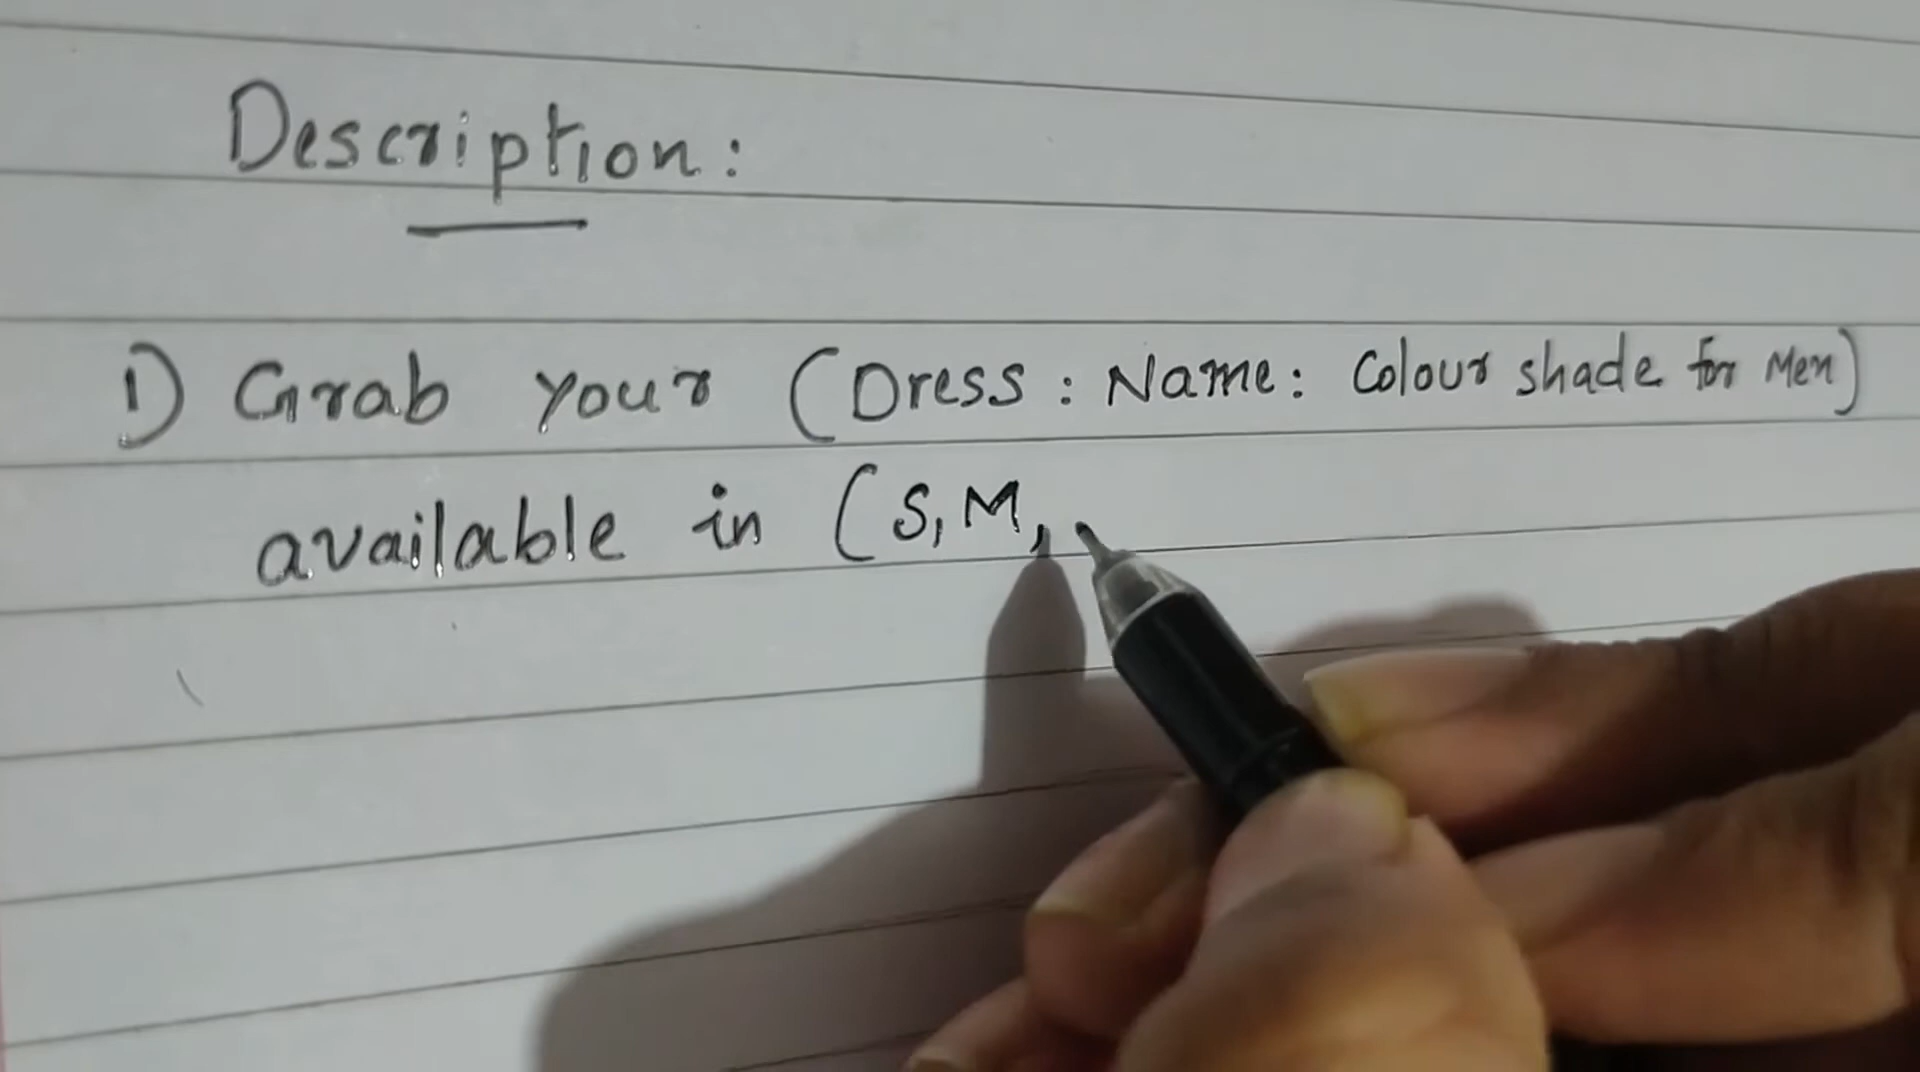 Description:
1) Grab your (Dress: Name: Colour shade for Men)
available in (S, M,